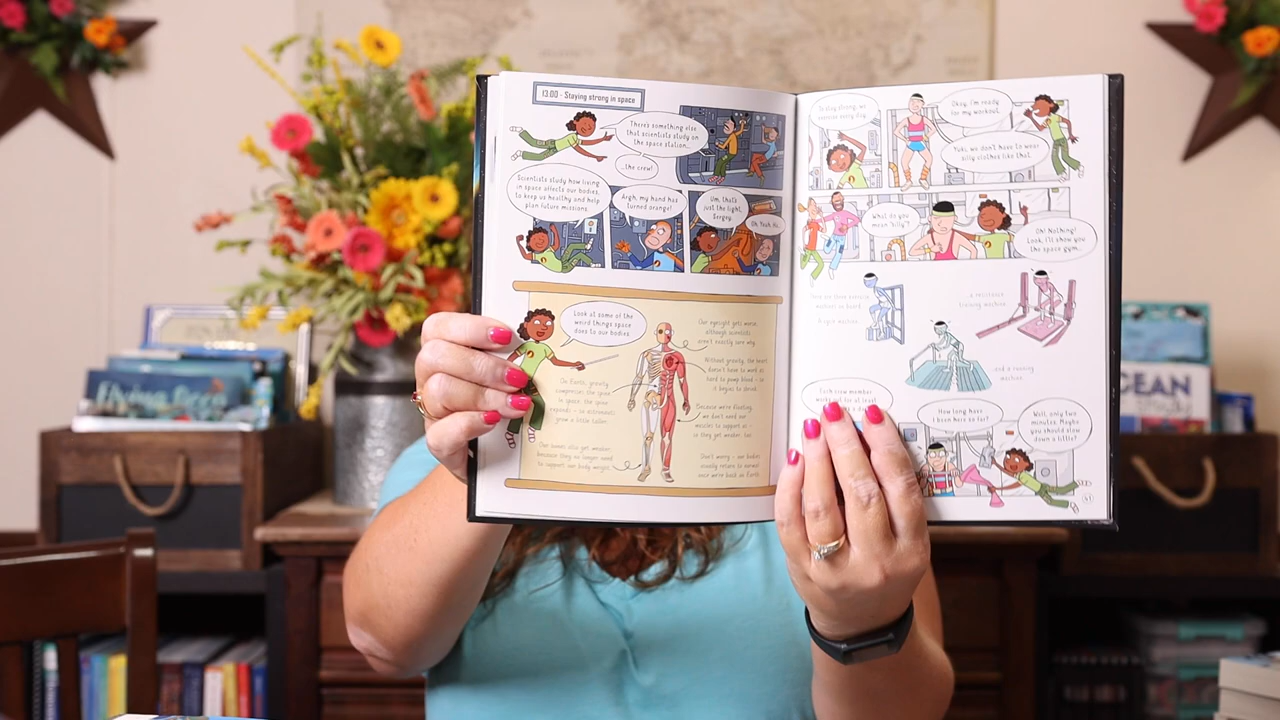 13:00 - Staying strong in space
There's something else
that scientists study on
the space station...
...the crew!
Scientists study how living
in space affects our bodies,
to keep us healthy and help
plan future missions.
Argh, my hand has
turned orange!
Um, that's
just the light,
Sergey.
Oh Yeah
Look at some of the
weird things space
does to our bodies.
On Earth, gravity
compresses the spine.
In space, the spine
expands - so astronauts
grow a little taller.
Our bones also get weaker,
because they no longer need
to support our body weight.
Our eyesight gets worse,
although scientists
aren't exactly sure why.
Without gravity, the heart
doesn't have to work as
hard to pump blood - so
it begins to shrink.
Because we're floating,
we don't need our
muscles to support us -
so they get weaker, too.
Don't worry - our bodies
usually return to normal
once we're back on Earth.
To stay strong, we
exercise every day.
Okay, I'm ready
for my workout.
Yuki, we don't have to wear
silly clothes like that.
What do you
mean 'silly'?
Oh! Nothing!
Look, I'll show you
the space gym...
There are three exercise
machines on board.
...a resistance
training machine...
...and a running
machine.
Each crew member
works out for at least
How long have
I been here so far?
Well, only two
minutes. Maybe
you should slow
down a little!
41
OCEAN